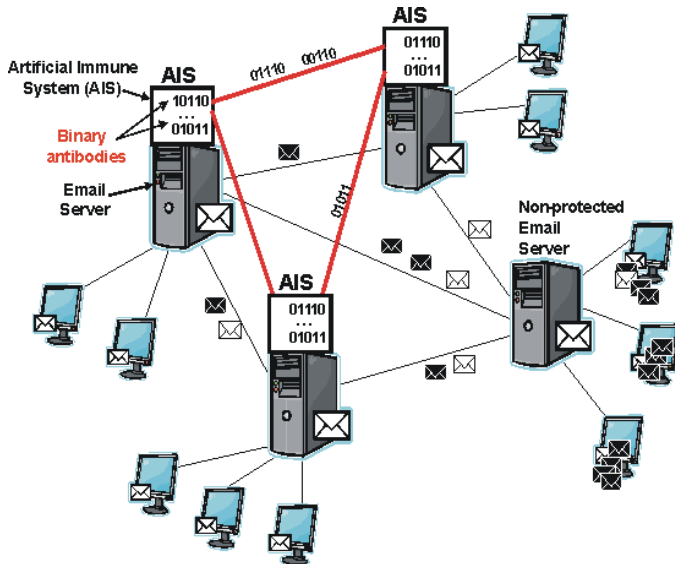 AIS
01110
...
01011
01110 00110
Artificial Immune
System (AIS)
AIS
10110
...
01011
Binary
antibodies
Email
Server
01011
Non-protected
Email
Server
AIS
01110
...
01011